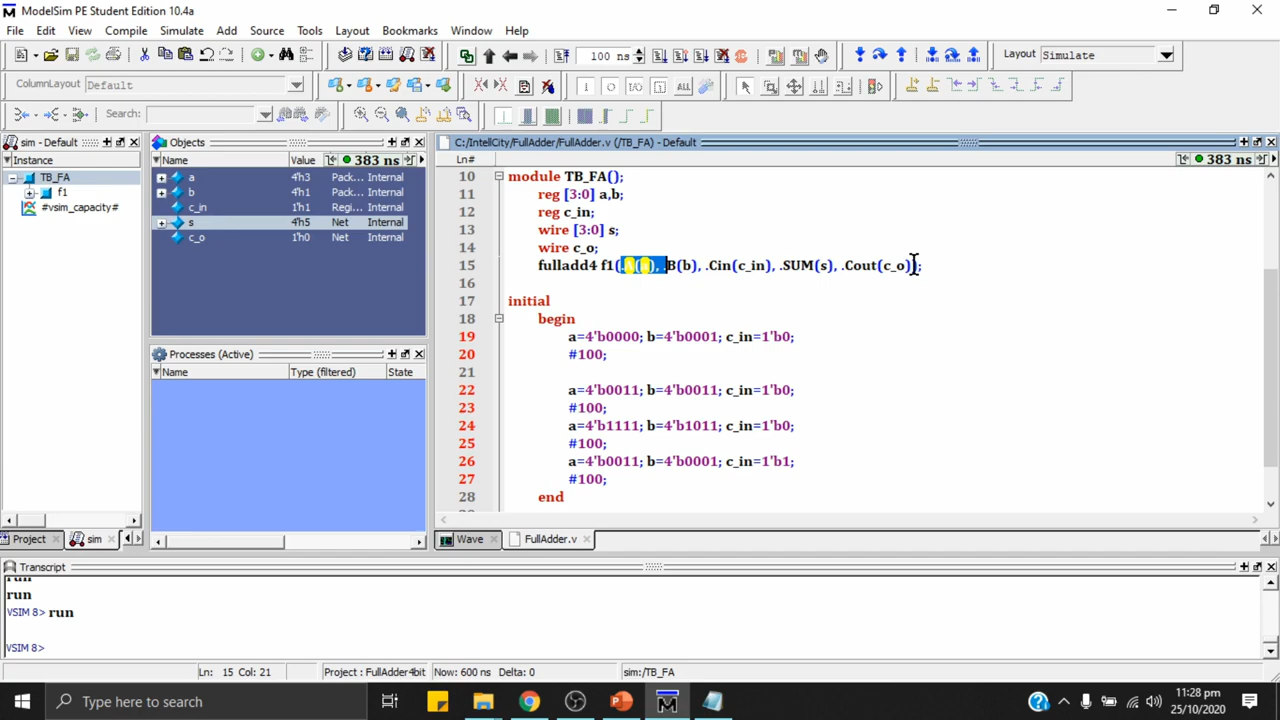 ModelSim PE Student Edition 10.4a
File Edit View Compile Simulate Add Source Tools Layout Bookmarks Window Help
100 ns Layout Simulate
ColumnLayout Default ALL
Search:
sim - Default
Instance
TB_FA
f1
#vsim_capacity#
Objects
Name Value 383 ns
a 4'h3 Pack... Internal
b 4'h1 Pack... Internal
c_in 1'h1 Regi... Internal
s 4'h5 Net Internal
c_o 1'h0 Net Internal
Processes (Active)
Name Type (filtered) State
Project sim
C:/IntellCity/FullAdder/FullAdder.v (/TB_FA) - Default
Ln# 383 ns
10 module TB_FA();
11 reg [3:0] a,b;
12 reg c_in;
13 wire [3:0] s;
14 wire c_o;
15 fulladd4 f1(.A(a), .B(b), .Cin(c_in), .SUM(s), .Cout(c_o));
16
17 initial
18 begin
19 a=4'b0000; b=4'b0001; c_in=1'b0;
20 #100;
21
22 a=4'b0011; b=4'b0011; c_in=1'b0;
23 #100;
24 a=4'b1111; b=4'b1011; c_in=1'b0;
25 #100;
26 a=4'b0011; b=4'b0001; c_in=1'b1;
27 #100;
28 end
Wave FullAdder.v
Transcript
run
run
VSIM 8> run
VSIM 8>
Ln: 15 Col: 21 Project : FullAdder4bit Now: 600 ns Delta: 0 sim:/TB_FA
Type here to search
11:28 pm
25/10/2020